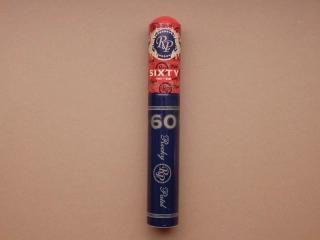 RP
SIXTY
60
Rocky
RP
Patel